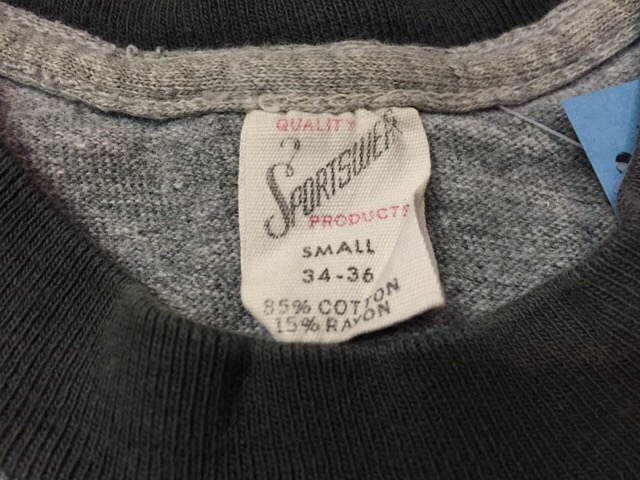 QUALITY
SPORTSWEAR
PRODUCTS
SMALL
34-36
85% COTTON
15% RAYON